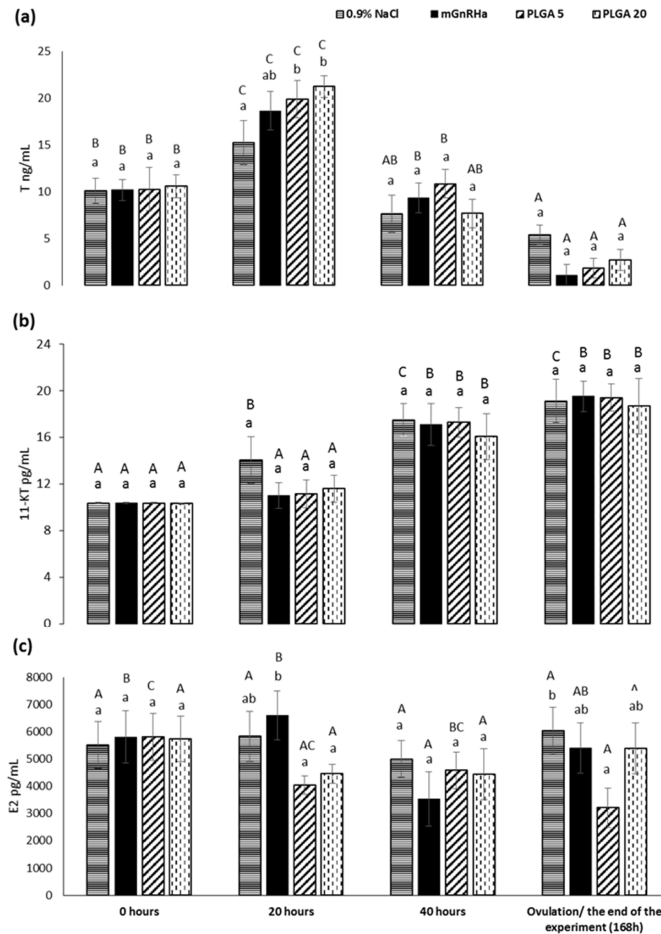 0.9% NaCl mGnRHa PLGA 5 PLGA 20
(a)
T ng/mL
25
20
15
10
5
0
B B B B
a a a a
C C C C
a ab b b
AB B B AB
a a a a
A A A A
a a a a
(b)
11-KT pg/mL
24
20
16
12
8
4
0
A A A A
a a a a
B A A A
a a a a
C B B B
a a a a
C B B B
a a a a
(c)
E2 pg/mL
8000
7000
6000
5000
4000
3000
2000
1000
0
A B C A
a a a a
A B AC A
ab b a a
A A BC A
a a a a
A AB A ^
b ab a ab
0 hours 20 hours 40 hours Ovulation/ the end of the
experiment (168h)